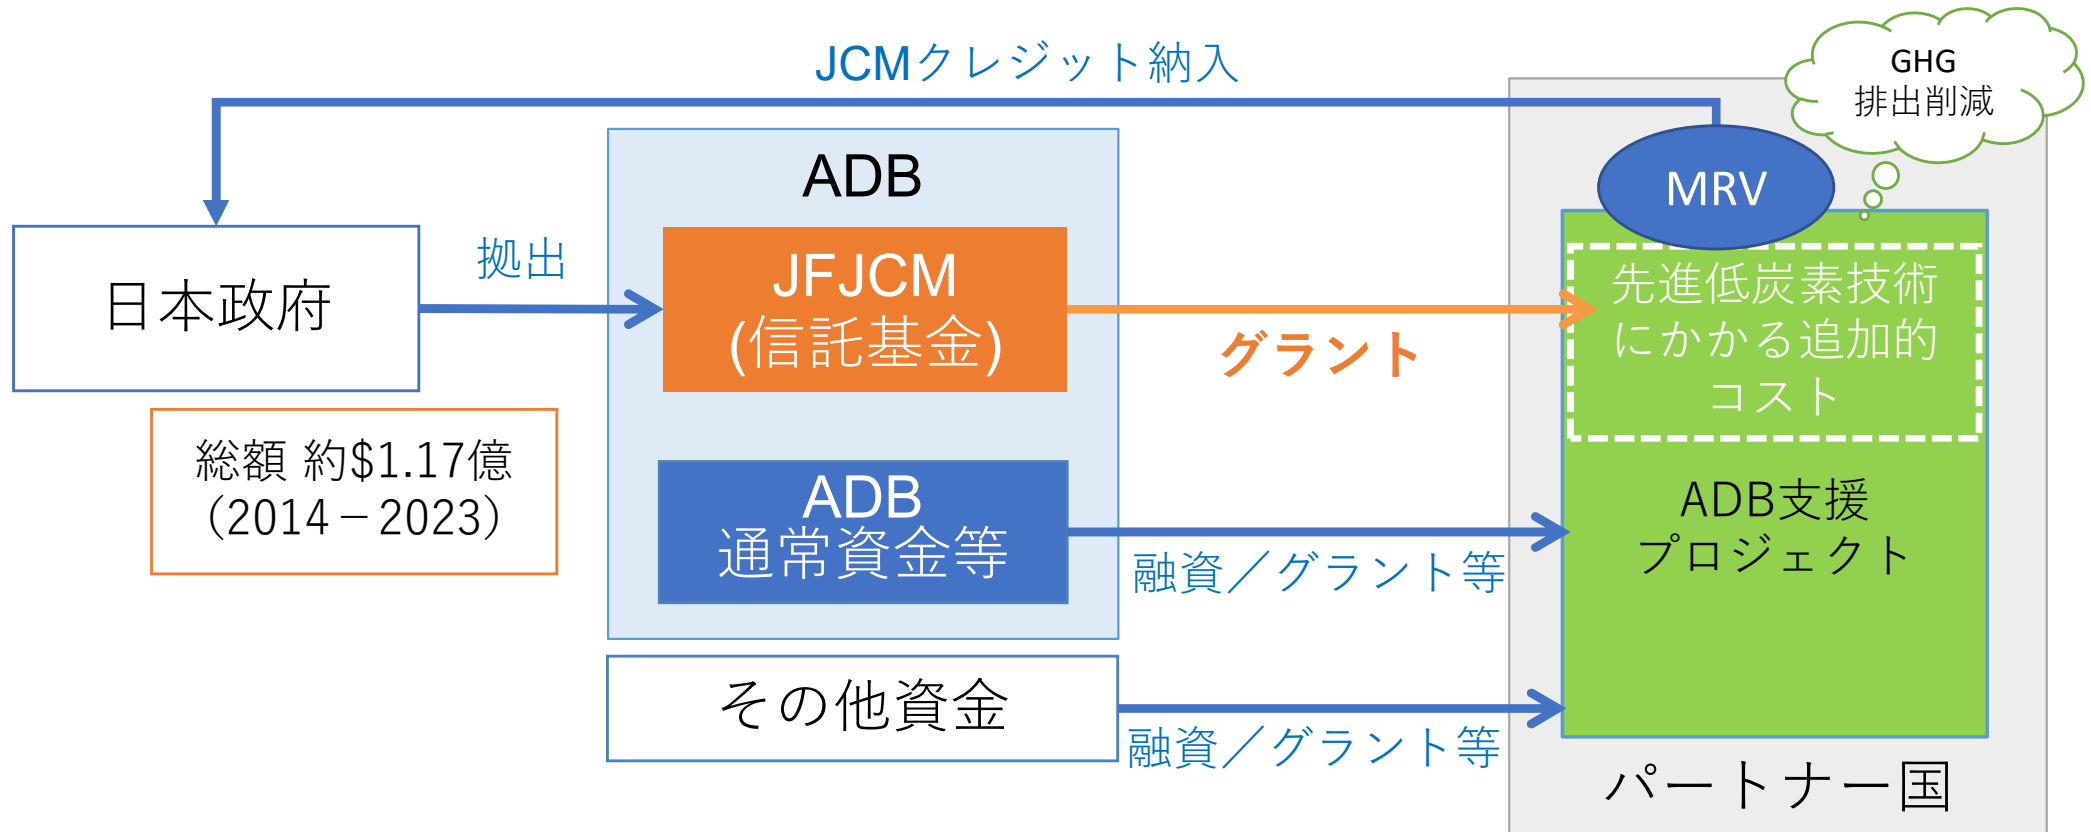 JCMクレジット納入
GHG
排出削減
ADB
MRV
日本政府
拠出
JFJCM
(信託基金)
グラント
先進低炭素技術
にかかる追加的
コスト
総額 約$1.17億
（2014－2023）
ADB
通常資金等
融資／グラント等
ADB支援
プロジェクト
その他資金
融資／グラント等
パートナー国